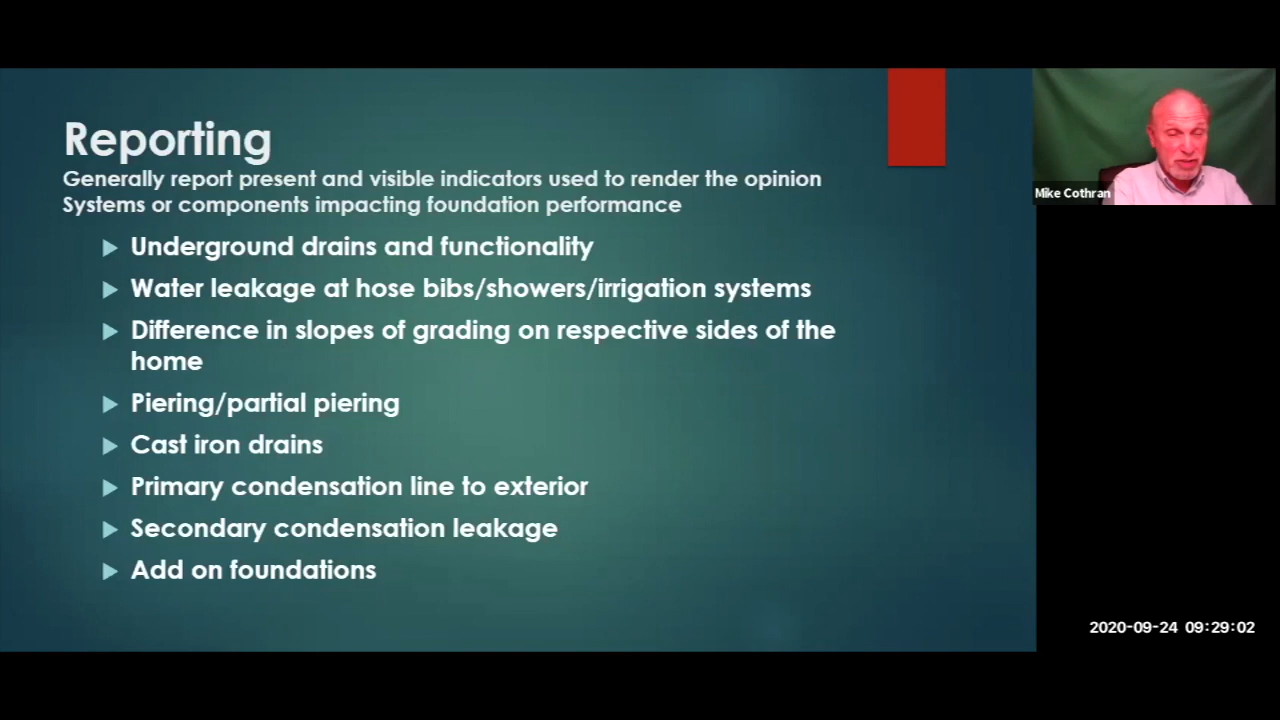 Reporting
Generally report present and visible indicators used to render the opinion
Systems or components impacting foundation performance
Underground drains and functionality
Water leakage at hose bibs/showers/irrigation systems
Difference in slopes of grading on respective sides of the
home
Piering/partial piering
Cast iron drains
Primary condensation line to exterior
Secondary condensation leakage
Add on foundations
Mike Cothran
2020-09-24 09:29:02